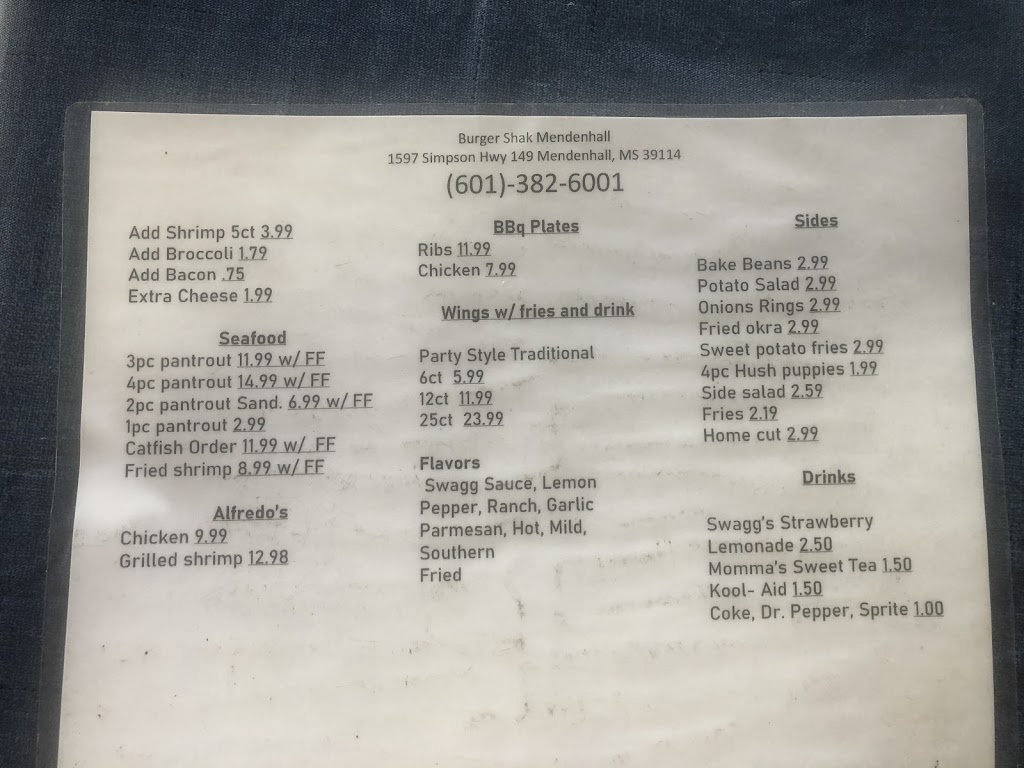 Burger Shak Mendenhall
1597 Simpson Hwy 149 Mendenhall, MS 39114
(601)-382-6001
Add Shrimp 5ct 3.99
Add Broccoli 1.79
Add Bacon .75
Extra Cheese 1.99
Seafood
3pc pantrout 11.99 w/ FF
4pc pantrout 14.99 w/ FF
2pc pantrout Sand. 6.99 w/ FF
1pc pantrout 2.99
Catfish Order 11.99 w/ FF
Fried shrimp 8.99 w/ FF
Alfredo's
Chicken 9.99
Grilled shrimp 12.98
BBq Plates
Ribs 11.99
Chicken 7.99
Wings w/ fries and drink
Party Style Traditional
6ct 5.99
12ct 11.99
25ct 23.99
Flavors
Swagg Sauce, Lemon
Pepper, Ranch, Garlic
Parmesan, Hot, Mild,
Southern
Fried
Sides
Bake Beans 2.99
Potato Salad 2.99
Onions Rings 2.99
Fried okra 2.99
Sweet potato fries 2.99
4pc Hush puppies 1.99
Side salad 2.59
Fries 2.19
Home cut 2.99
Drinks
Swagg's Strawberry
Lemonade 2.50
Momma's Sweet Tea 1.50
Kool- Aid 1.50
Coke, Dr. Pepper, Sprite 1.00